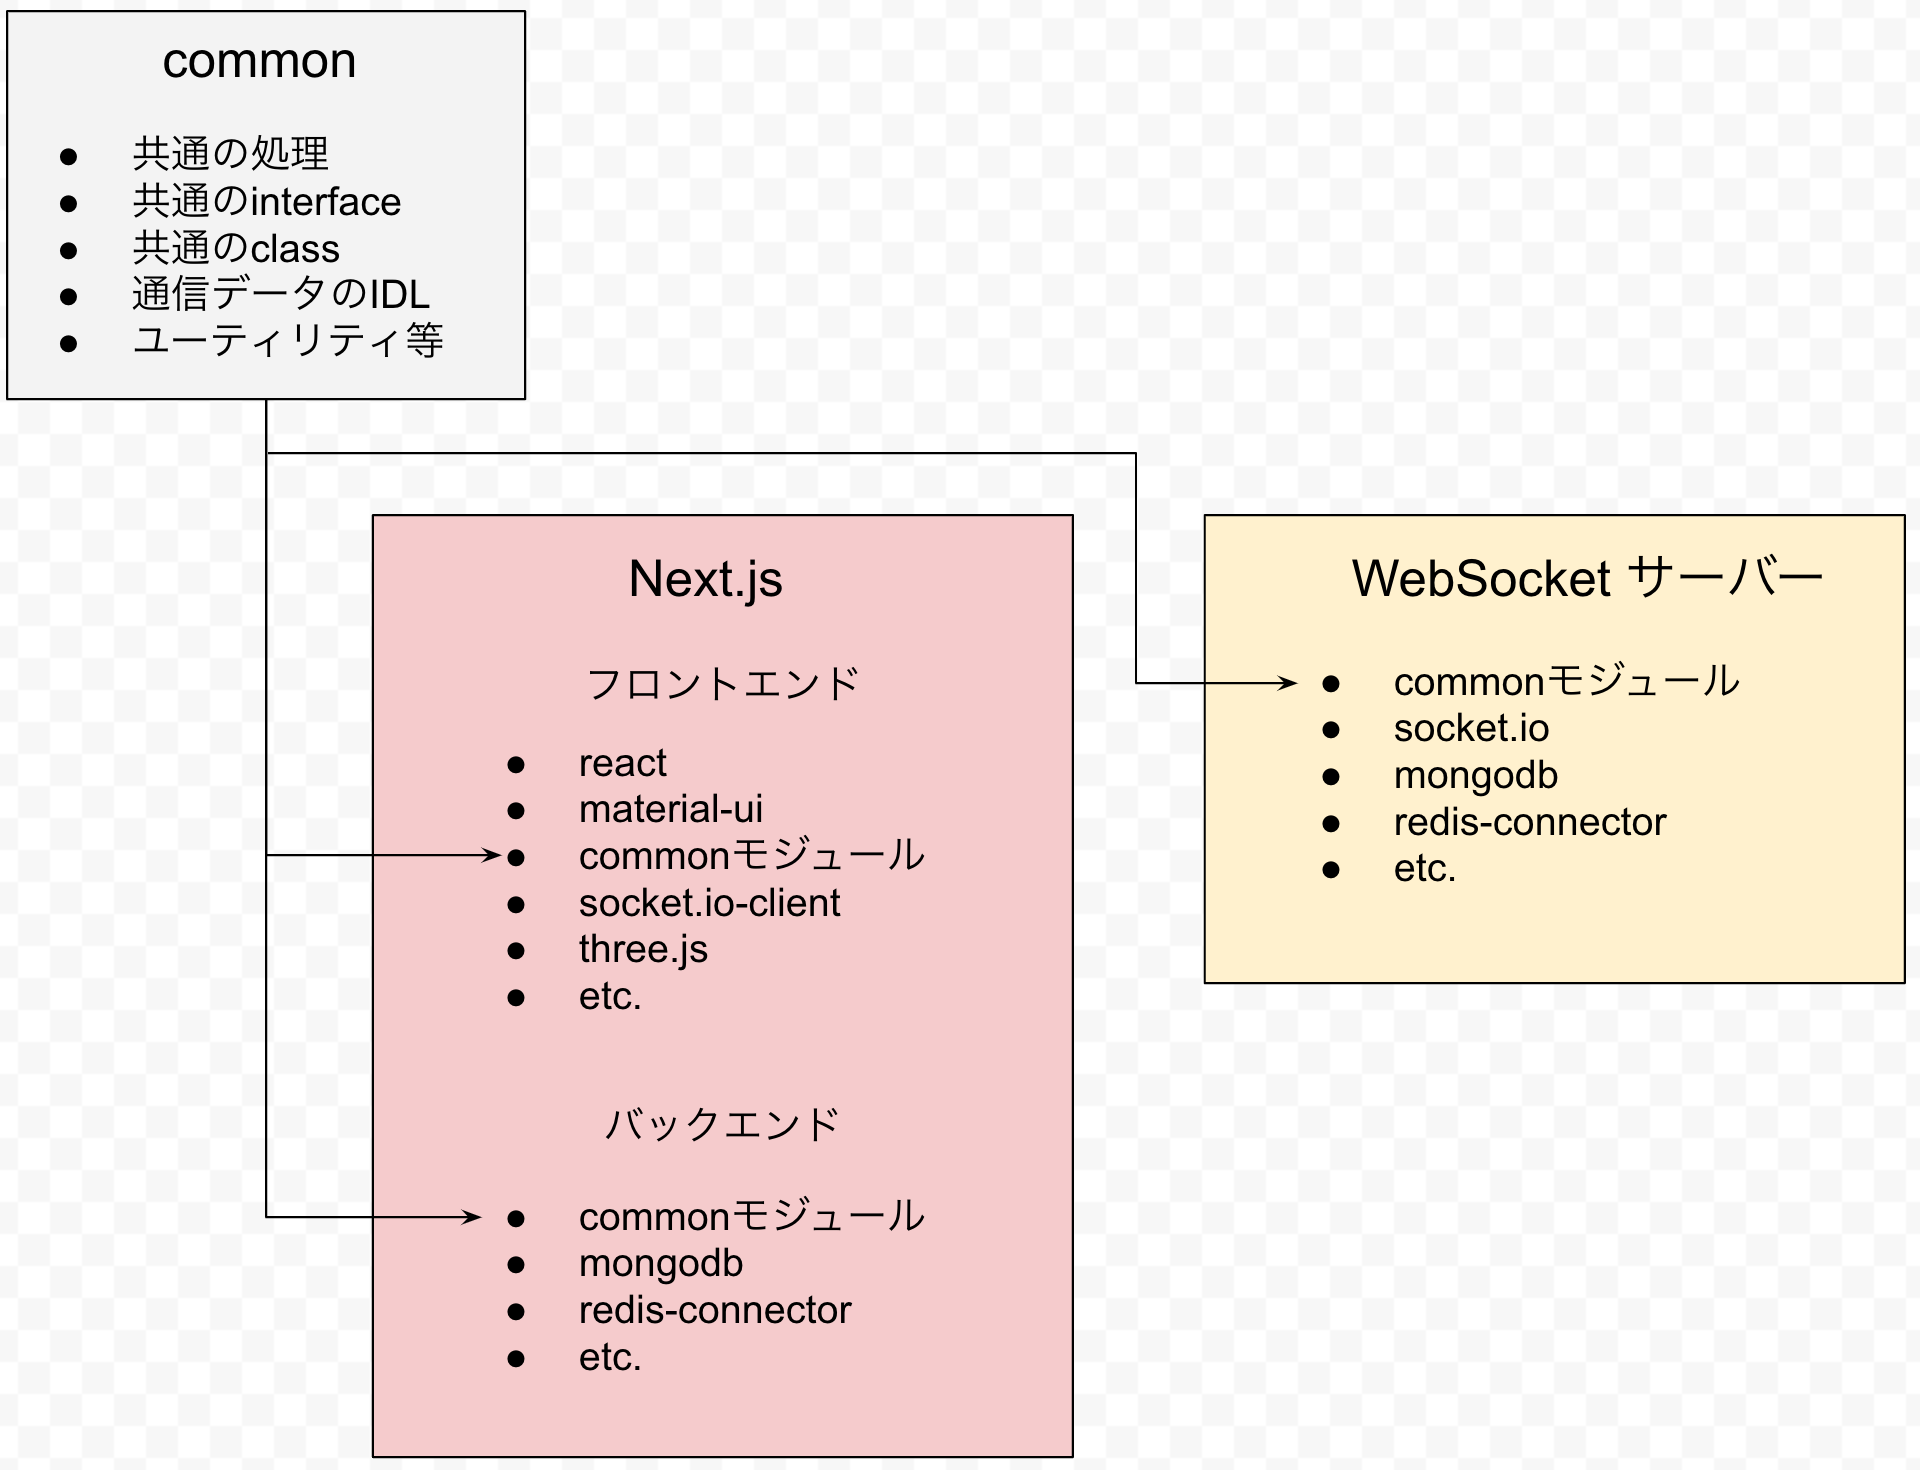 common
● 共通の処理
● 共通のinterface
● 共通のclass
● 通信データのIDL
● ユーティリティ等
Next.js
フロントエンド
● react
● material-ui
● commonモジュール
● socket.io-client
● three.js
● etc.
バックエンド
● commonモジュール
● mongodb
● redis-connector
● etc.
WebSocket サーバー
● commonモジュール
● socket.io
● mongodb
● redis-connector
● etc.